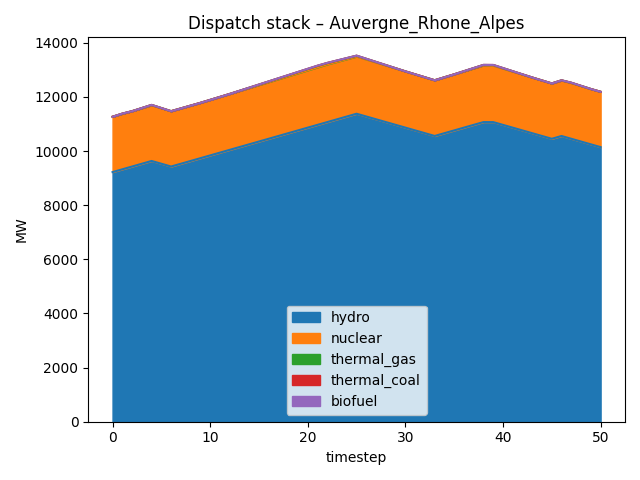 Dispatch stack – Auvergne_Rhone_Alpes
14000
12000
10000
8000
6000
4000
2000
0
MW
hydro
nuclear
thermal_gas
thermal_coal
biofuel
0 10 20 30 40 50
timestep